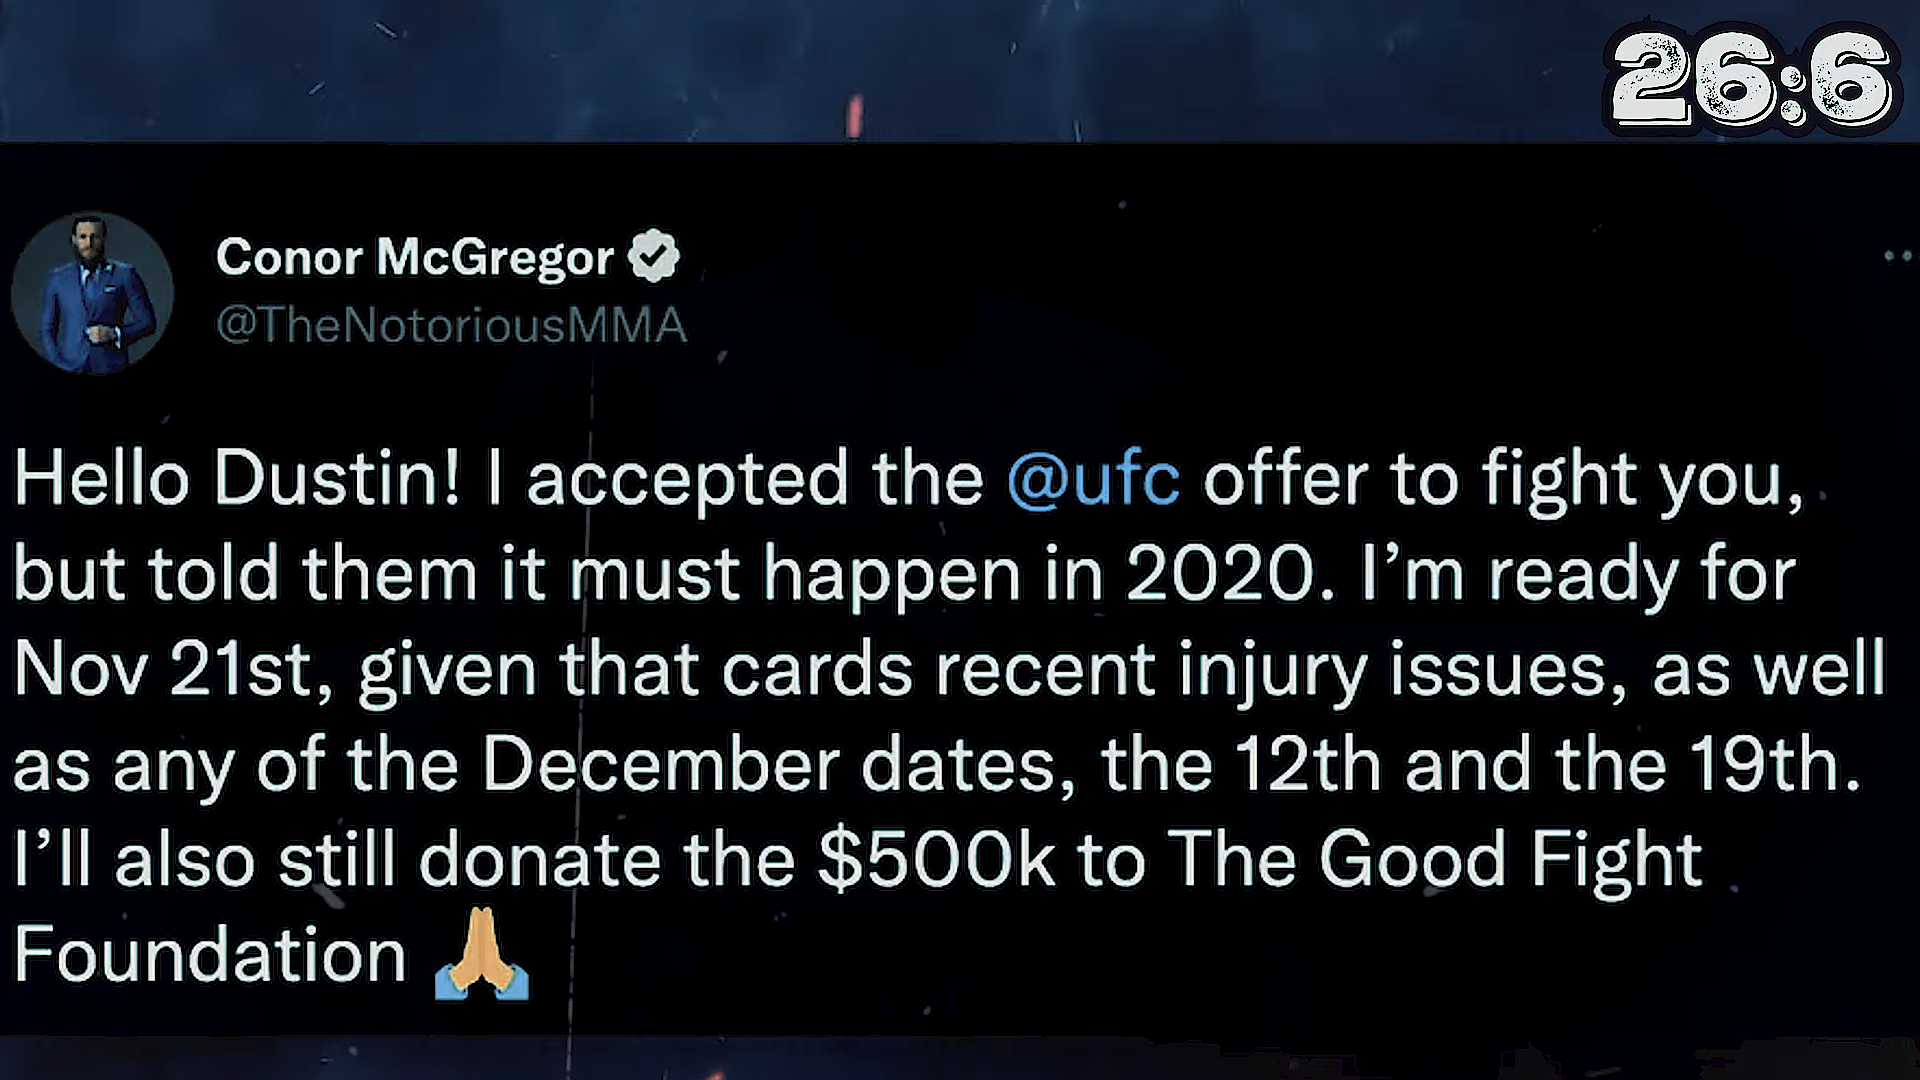 26:6
Conor McGregor
@TheNotoriousMMA
Hello Dustin! I accepted the @ufc offer to fight you,
but told them it must happen in 2020. I’m ready for
Nov 21st, given that cards recent injury issues, as well
as any of the December dates, the 12th and the 19th.
I’ll also still donate the $500k to The Good Fight
Foundation 🙏